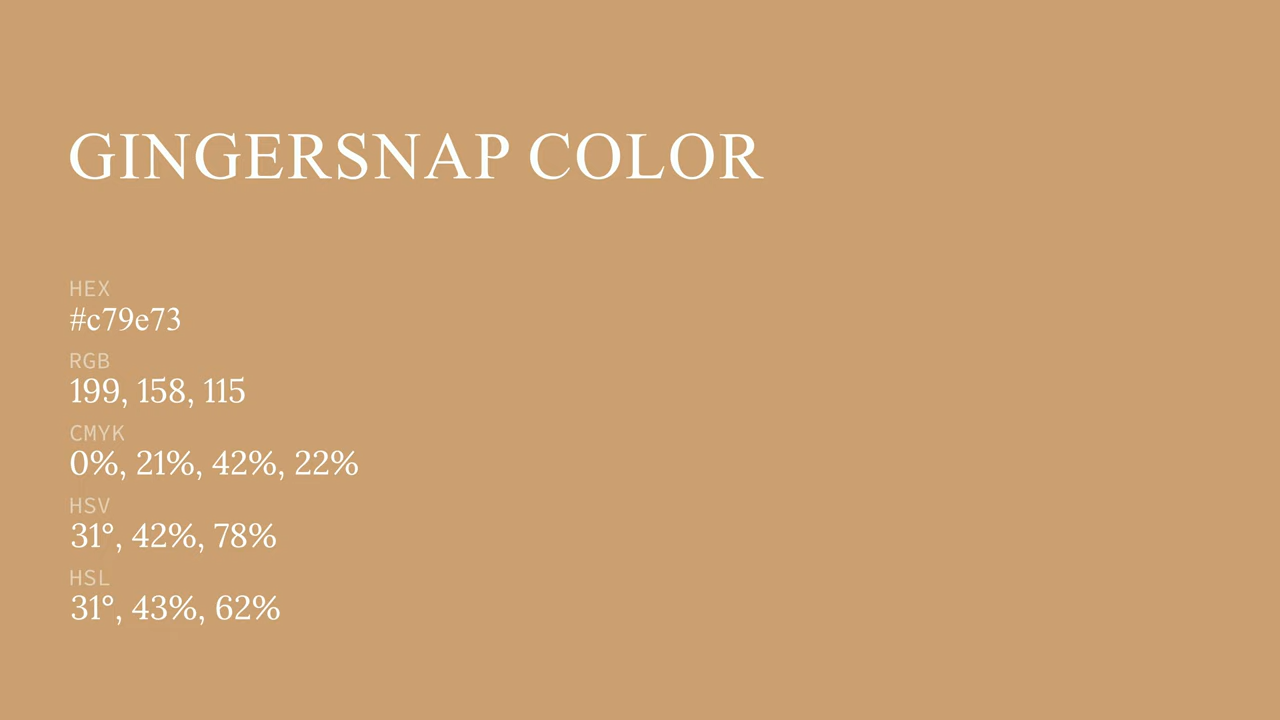 GINGERSNAP COLOR
HEX
#c79e73
RGB
199, 158, 115
CMYK
0%, 21%, 42%, 22%
HSV
31°, 42%, 78%
HSL
31°, 43%, 62%